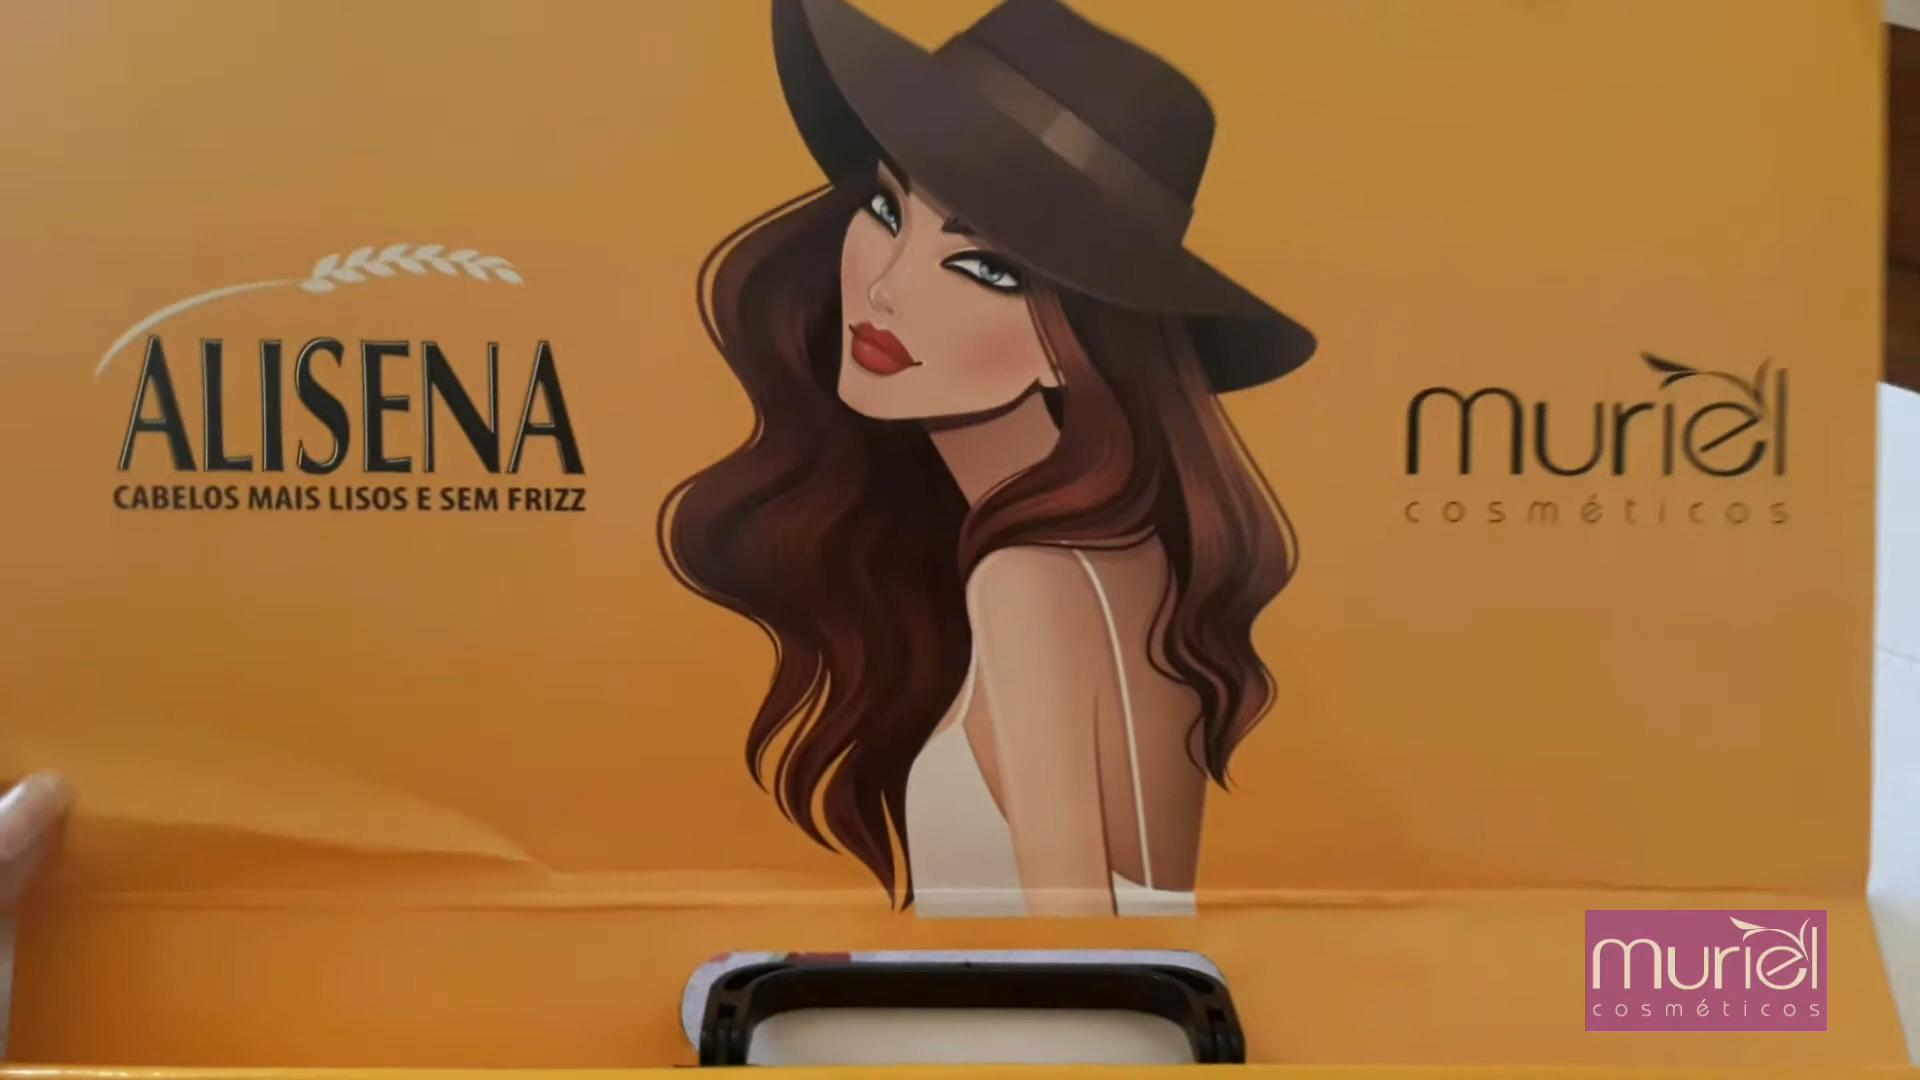 ALISENA
CABELOS MAIS LISOS E SEM FRIZZ
muriel
cosméticos
muriel
cosméticos